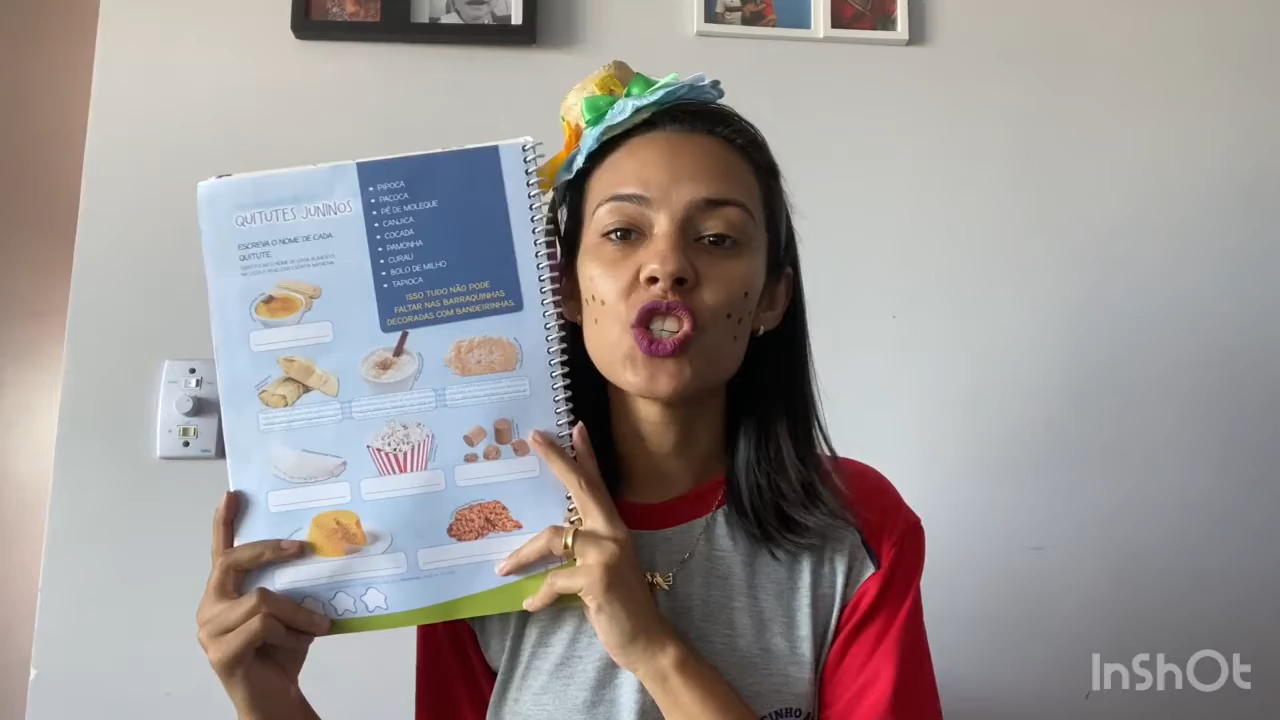 QUITUTES JUNINOS
ESCREVA O NOME DE CADA
QUITUTE.
• PIPOCA
• PAÇOCA
• PÉ DE MOLEQUE
• CANJICA
• COCADA
• PAMONHA
• CURAU
• BOLO DE MILHO
• TAPIOCA
ISSO TUDO NÃO PODE
FALTAR NAS BARRAQUINHAS
DECORADAS COM BANDEIRINHAS.
InShOt